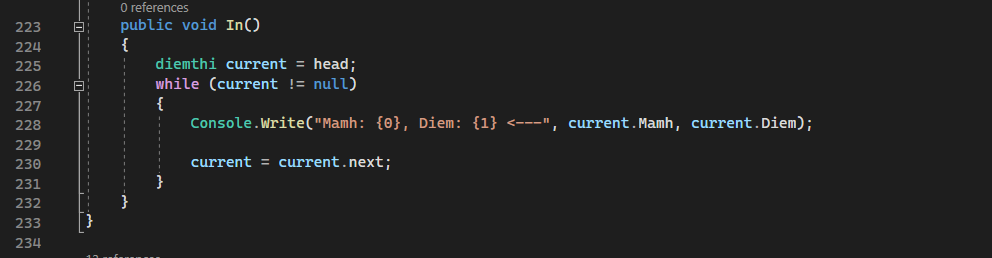 0 references
223 public void In()
224 {
225 diemthi current = head;
226 while (current != null)
227 {
228 Console.Write("Mamh: {0}, Diem: {1} <---", current.Mamh, current.Diem);
229
230 current = current.next;
231 }
232 }
233 }
234